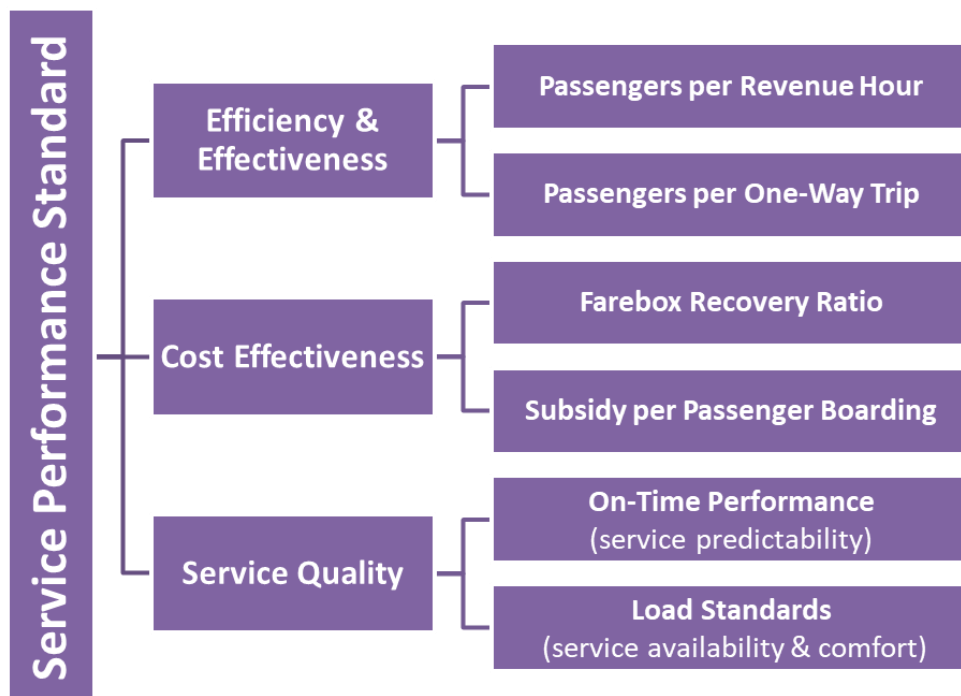 Service Performance Standard
Efficiency &
Effectiveness
Passengers per Revenue Hour
Passengers per One-Way Trip
Cost Effectiveness
Farebox Recovery Ratio
Subsidy per Passenger Boarding
Service Quality
On-Time Performance
(service predictability)
Load Standards
(service availability & comfort)